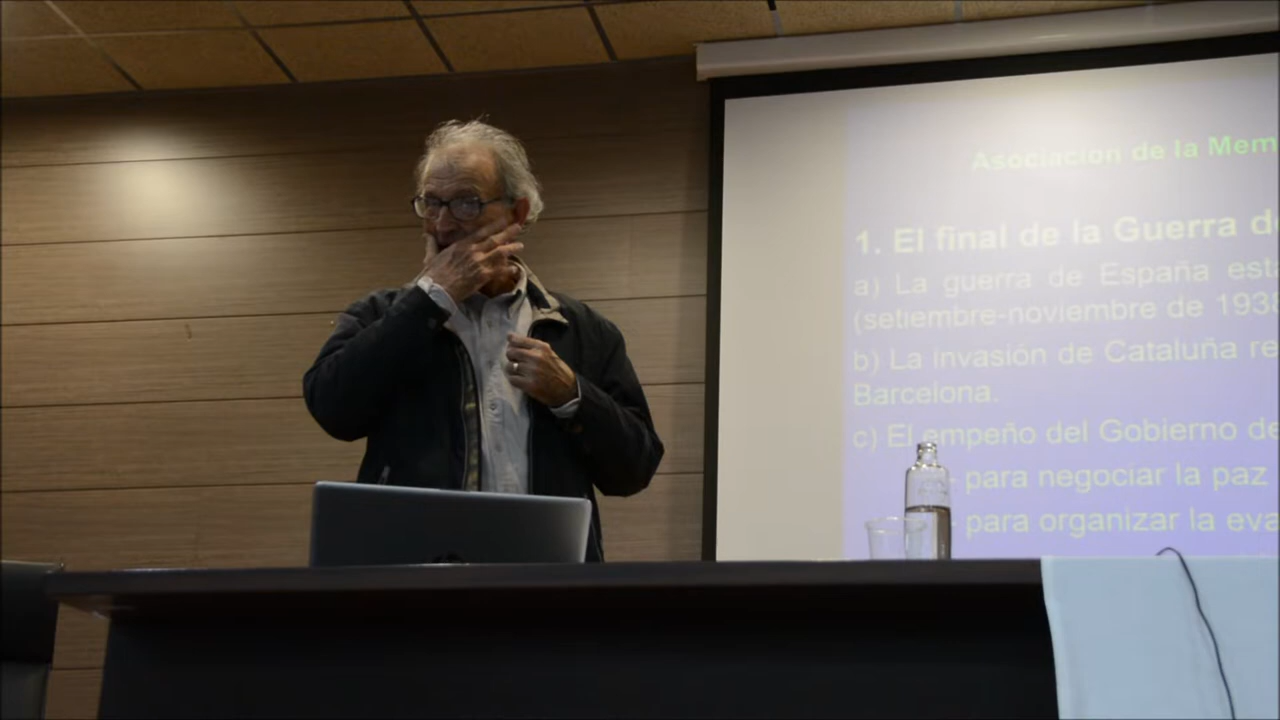 Asociación de la Mem
1. El final de la Guerra d
a) La guerra de España est
(setiembre-noviembre de 193
b) La invasión de Cataluña re
Barcelona.
c) El empeño del Gobierno de
- para negociar la paz
- para organizar la eva